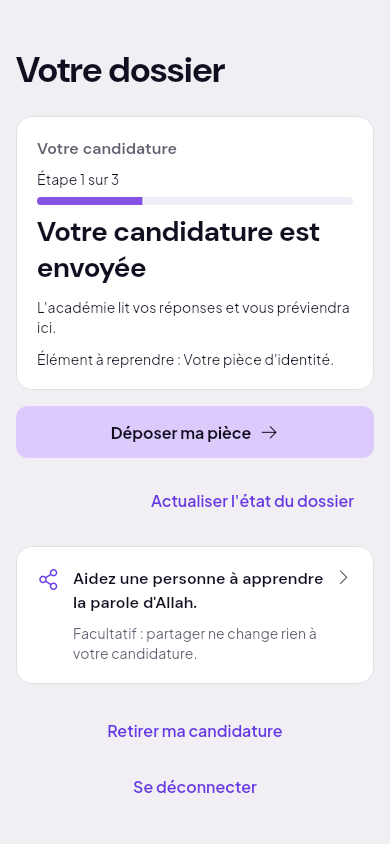 Votre dossier
Votre candidature
Étape 1 sur 3
Votre candidature est
envoyée
L'académie lit vos réponses et vous préviendra
ici.
Élément à reprendre : Votre pièce d'identité.
Déposer ma pièce
Actualiser l'état du dossier
Aidez une personne à apprendre
la parole d'Allah.
Facultatif : partager ne change rien à
votre candidature.
Retirer ma candidature
Se déconnecter